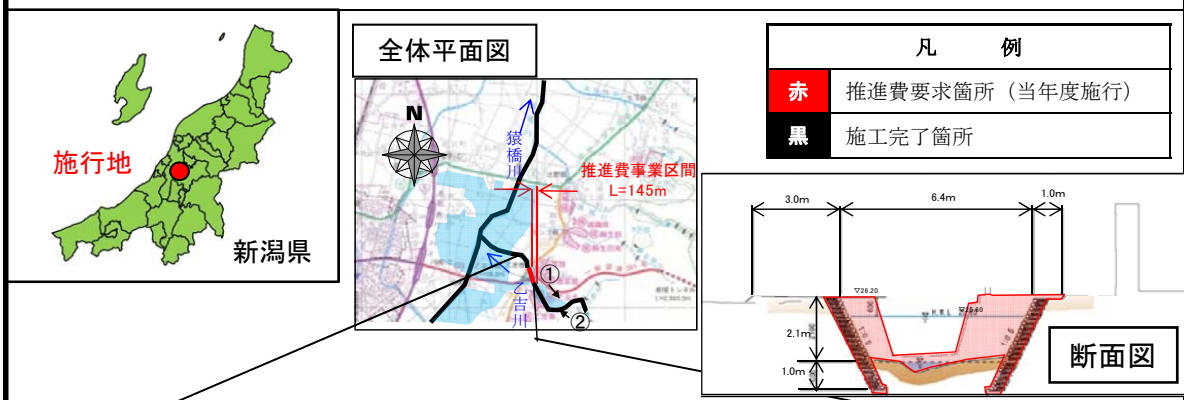 施行地
新潟県
全体平面図
N
猿橋川
推進費事業区間
L=145m
①
乙吉川
②
凡 例
赤 推進費要求箇所（当年度施行）
黒 施工完了箇所
3.0m 6.4m 1.0m
▽26.20
2.1m
1.0m
断面図